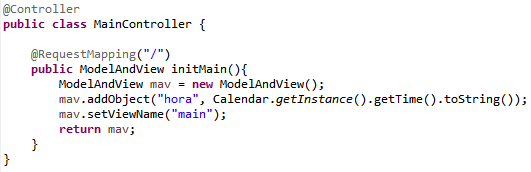 @Controller
public class MainController {
@RequestMapping("/")
public ModelAndView initMain(){
ModelAndView mav = new ModelAndView();
mav.addObject("hora", Calendar.getInstance().getTime().toString());
mav.setViewName("main");
return mav;
}
}